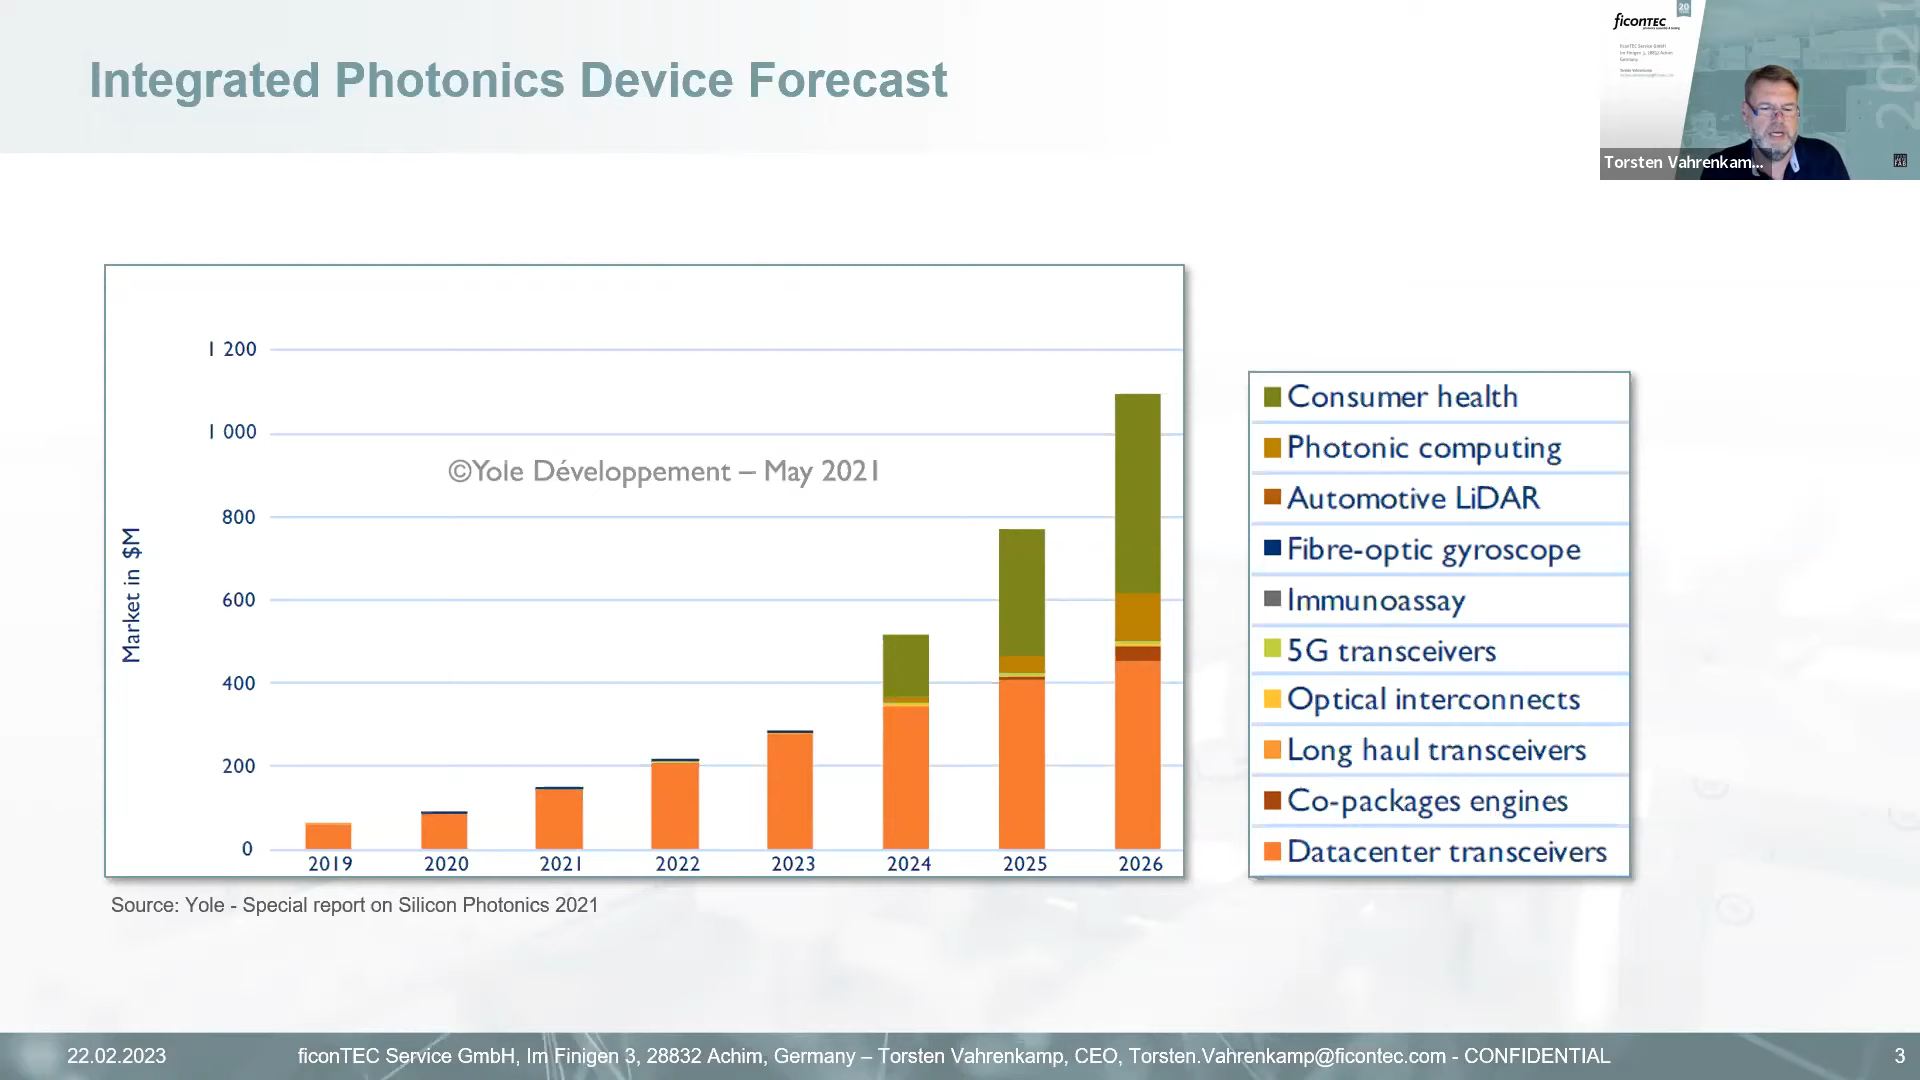 Integrated Photonics Device Forecast
ficonTEC
20
2021
Torsten Vahrenkam...
1 200
1 000
800
600
400
200
0
Market in $M
©Yole Développement – May 2021
2019 2020 2021 2022 2023 2024 2025 2026
Consumer health
Photonic computing
Automotive LiDAR
Fibre-optic gyroscope
Immunoassay
5G transceivers
Optical interconnects
Long haul transceivers
Co-packages engines
Datacenter transceivers
Source: Yole - Special report on Silicon Photonics 2021
22.02.2023 ficonTEC Service GmbH, Im Finigen 3, 28832 Achim, Germany – Torsten Vahrenkamp, CEO, Torsten.Vahrenkamp@ficontec.com - CONFIDENTIAL 3